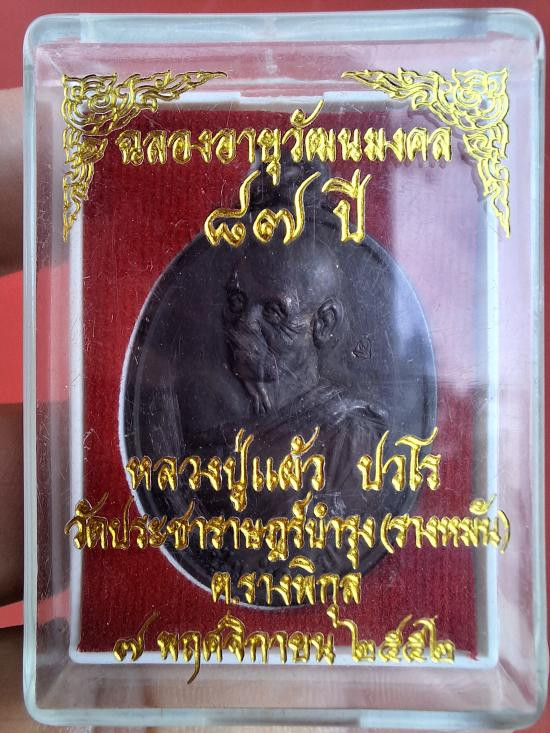 ฉลองอายุวัฒนมงคล
๘๗ ปี
หลวงปู่แผ้ว ปวโร
วัดประชาราษฎร์บำรุง (รางหมัน)
ต.รางพิกุล
๗ พฤศจิกายน ๒๕๕๒